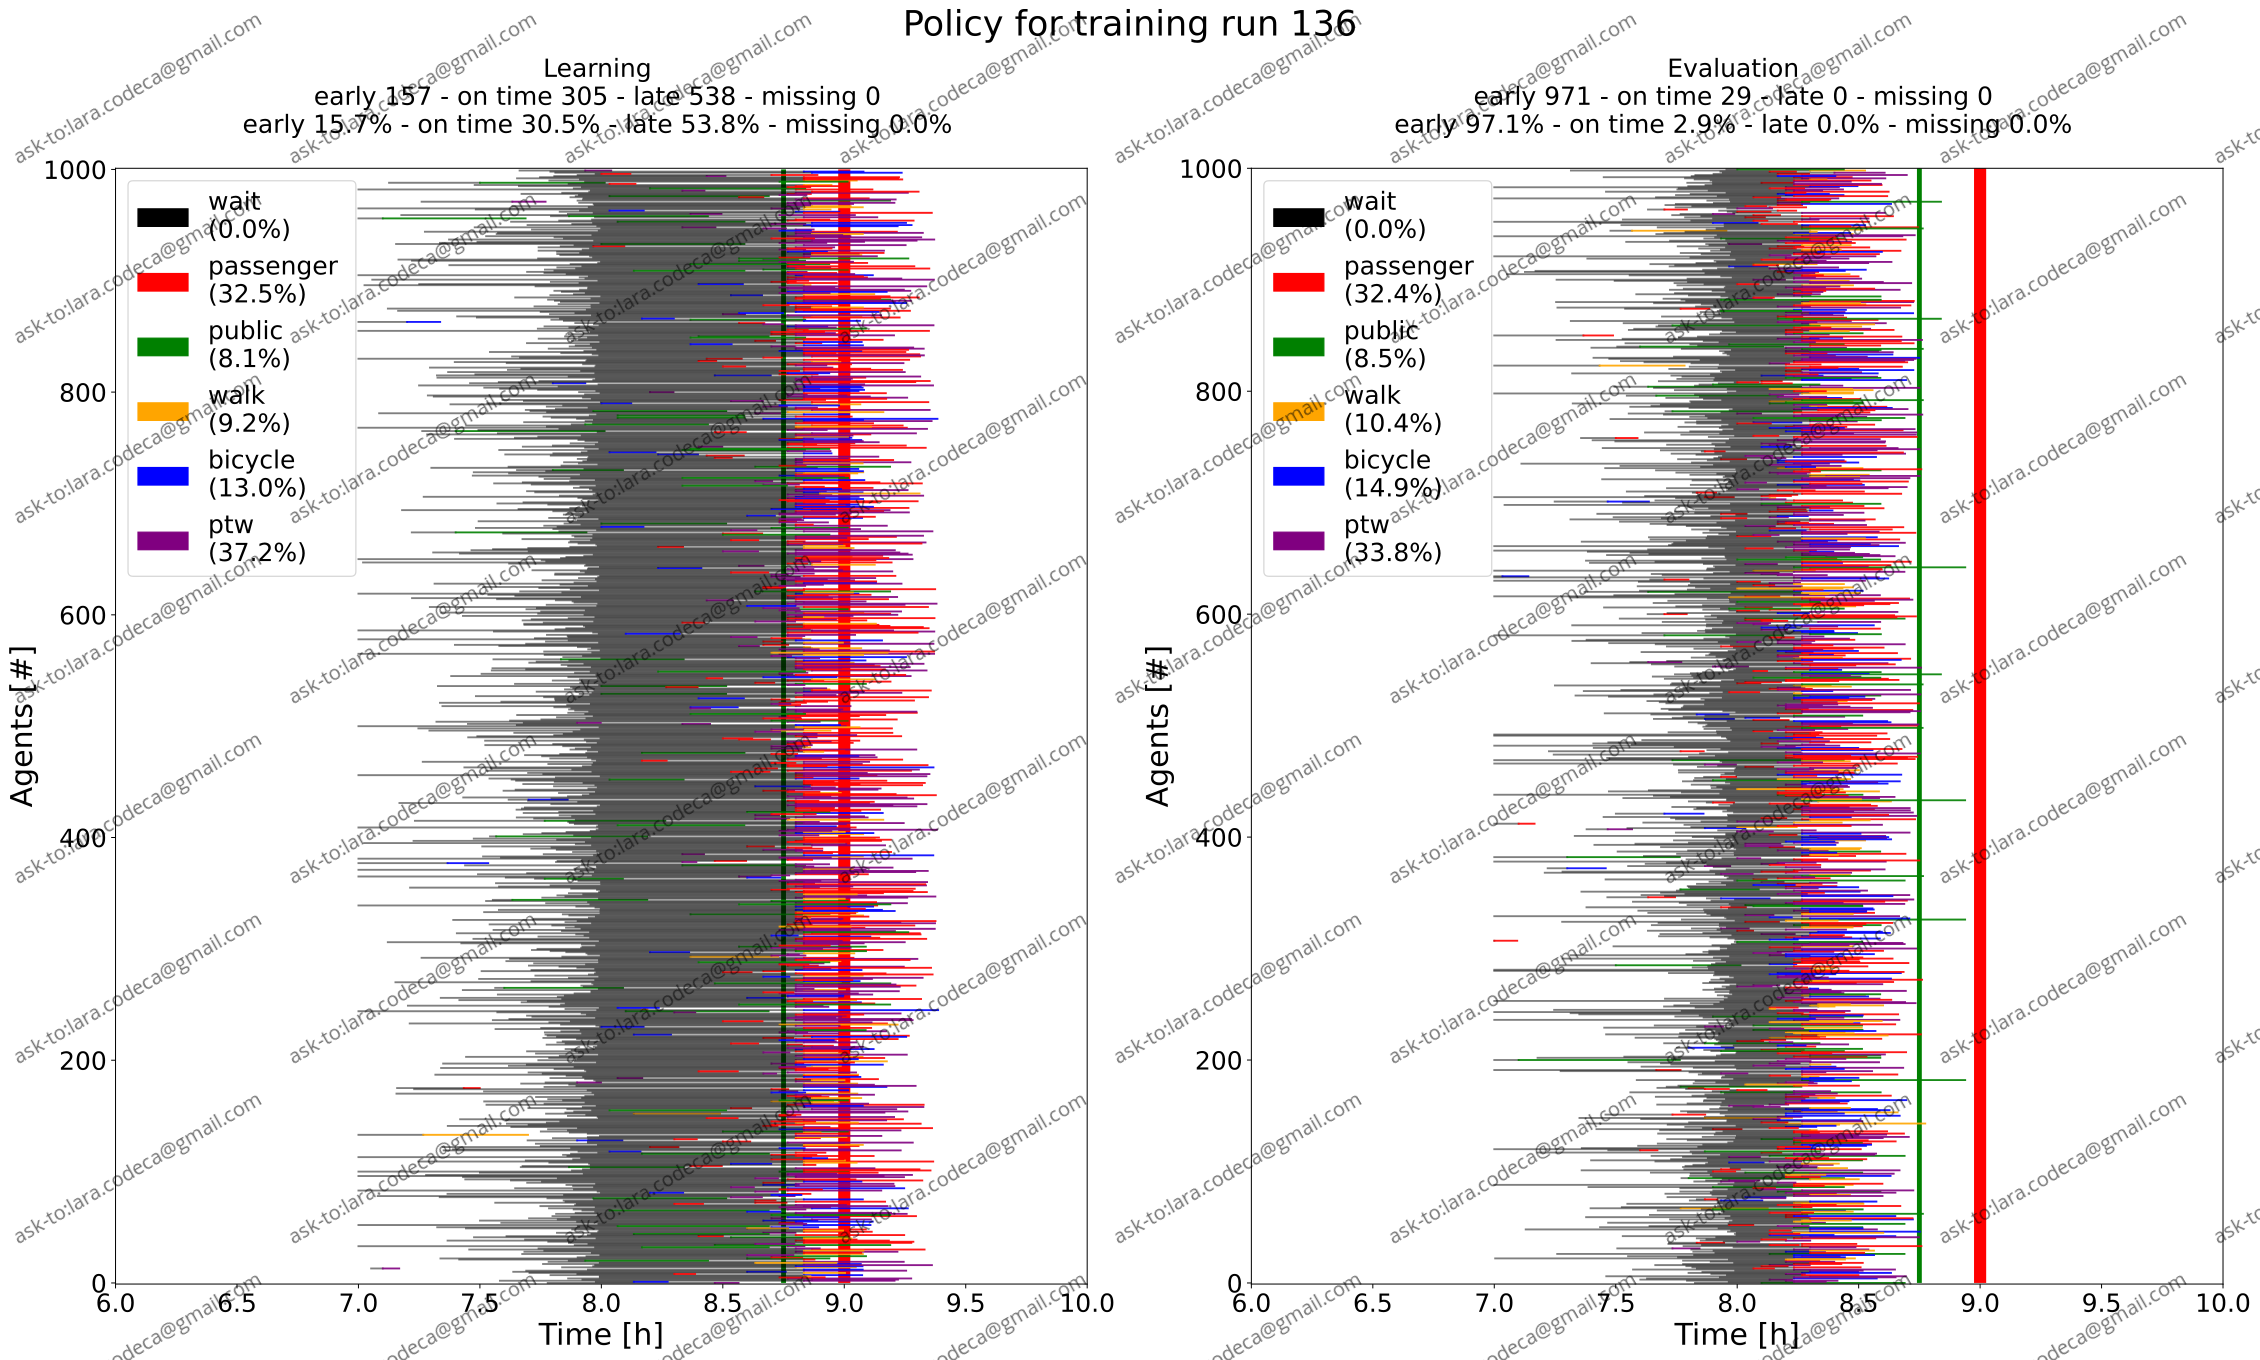 Policy for training run 136
Learning
early 157 - on time 305 - late 538 - missing 0
early 15.7% - on time 30.5% - late 53.8% - missing 0.0%
1000
800
600
400
200
0
Agents [#]
wait
(0.0%)
passenger
(32.5%)
public
(8.1%)
walk
(9.2%)
bicycle
(13.0%)
ptw
(37.2%)
6.0 6.5 7.0 7.5 8.0 8.5 9.0 9.5 10.0
Time [h]
Evaluation
early 971 - on time 29 - late 0 - missing 0
early 97.1% - on time 2.9% - late 0.0% - missing 0.0%
1000
800
600
400
200
0
Agents [#]
wait
(0.0%)
passenger
(32.4%)
public
(8.5%)
walk
(10.4%)
bicycle
(14.9%)
ptw
(33.8%)
6.0 6.5 7.0 7.5 8.0 8.5 9.0 9.5 10.0
Time [h]
ask-to:lara.codeca@gmail.com